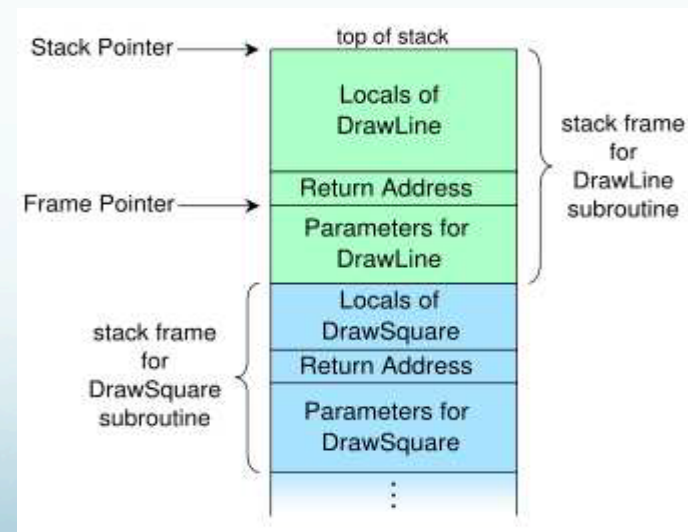 top of stack
Stack Pointer
Locals of
DrawLine
stack frame
for
DrawLine
subroutine
Return Address
Frame Pointer
Parameters for
DrawLine
Locals of
DrawSquare
stack frame
for
DrawSquare
subroutine
Return Address
Parameters for
DrawSquare
⋮